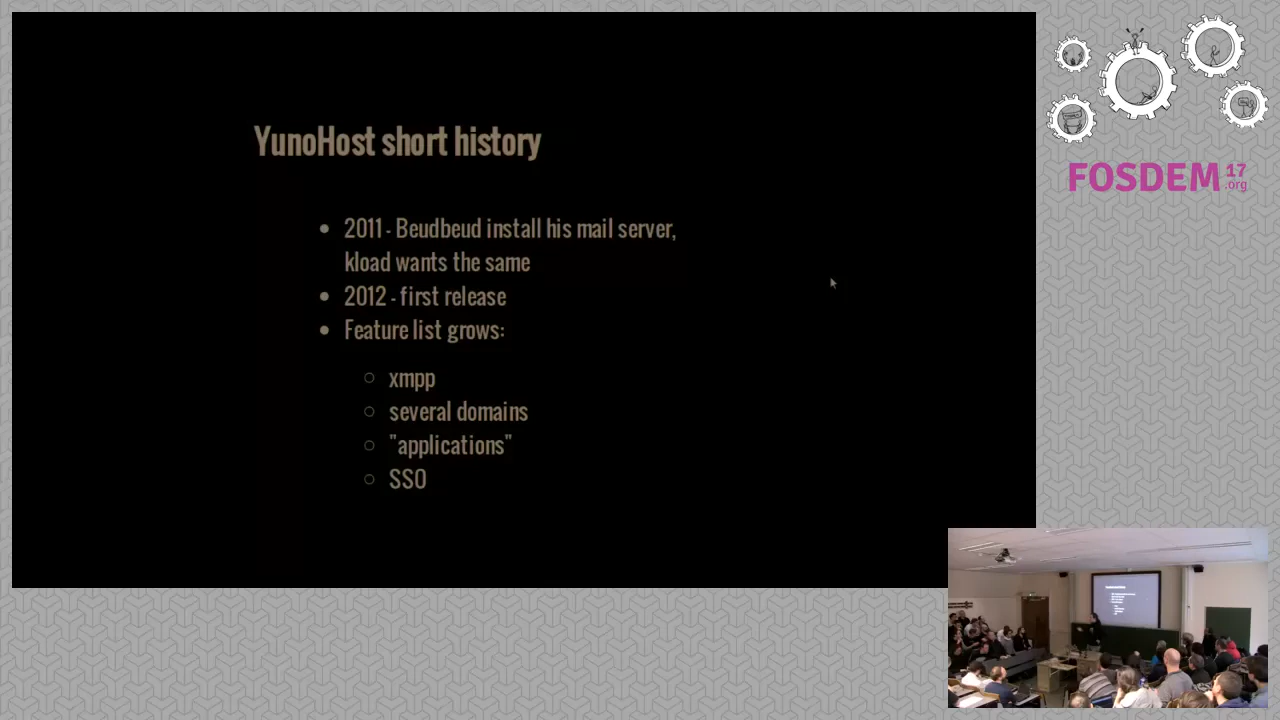 YunoHost short history
2011 - Beudbeud install his mail server,
kload wants the same
2012 - first release
Feature list grows:
xmpp
several domains
"applications"
SSO
FOSDEM 17
.org